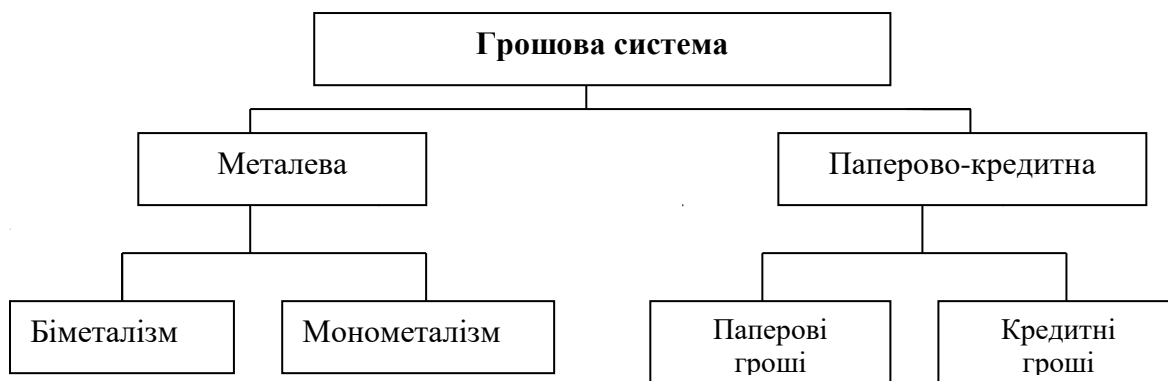 Грошова система
Металева
Паперово-кредитна
Біметалізм
Монометалізм
Паперові
гроші
Кредитні
гроші